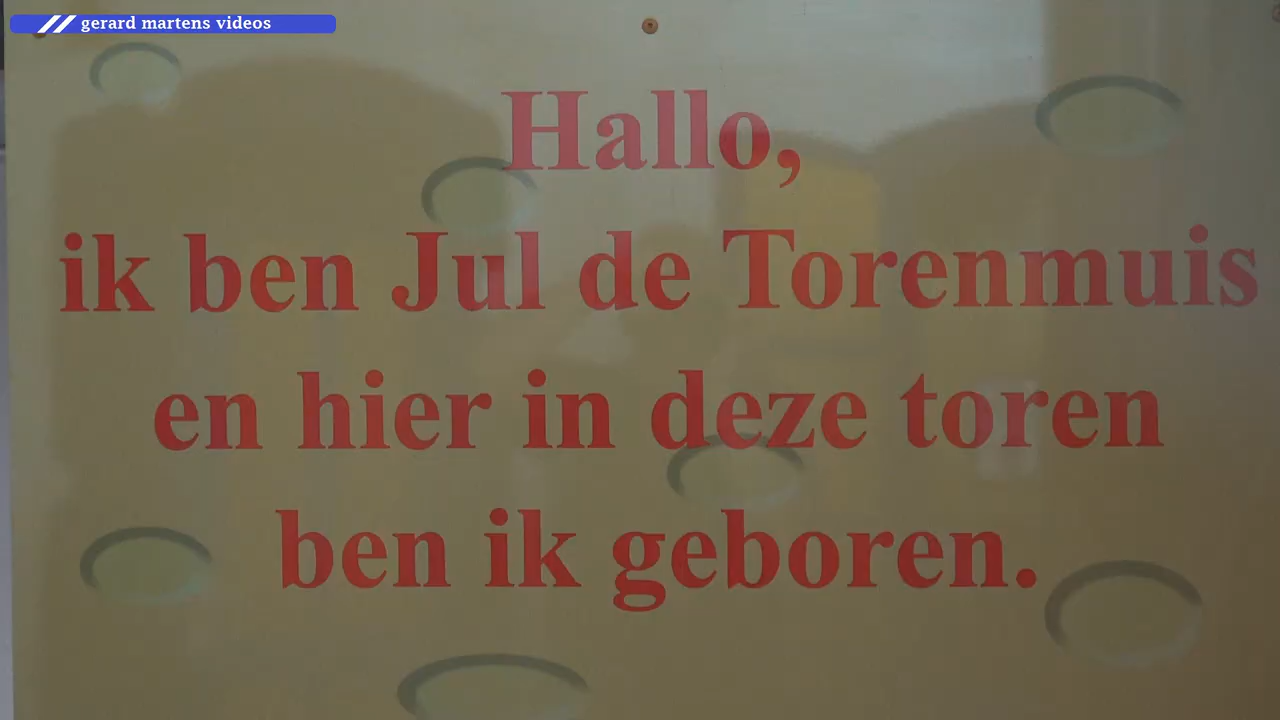 gerard martens videos
Hallo,
ik ben Jul de Torenmuis
en hier in deze toren
ben ik geboren.